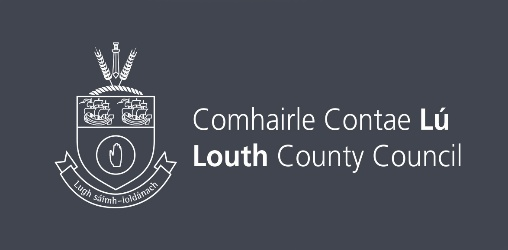 Comhairle Contae Lú
Louth County Council
Lugh sáimh-ioldánach